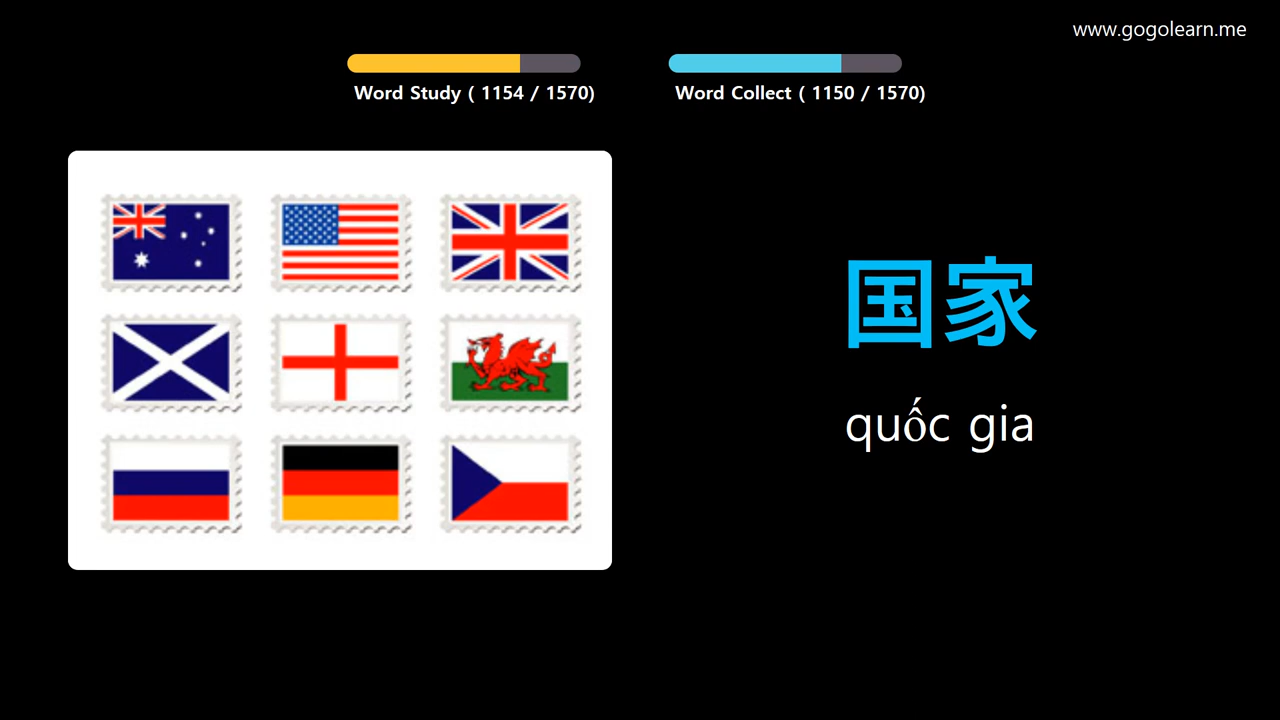 www.gogolearn.me
Word Study ( 1154 / 1570)
Word Collect ( 1150 / 1570)
国家
quốc gia